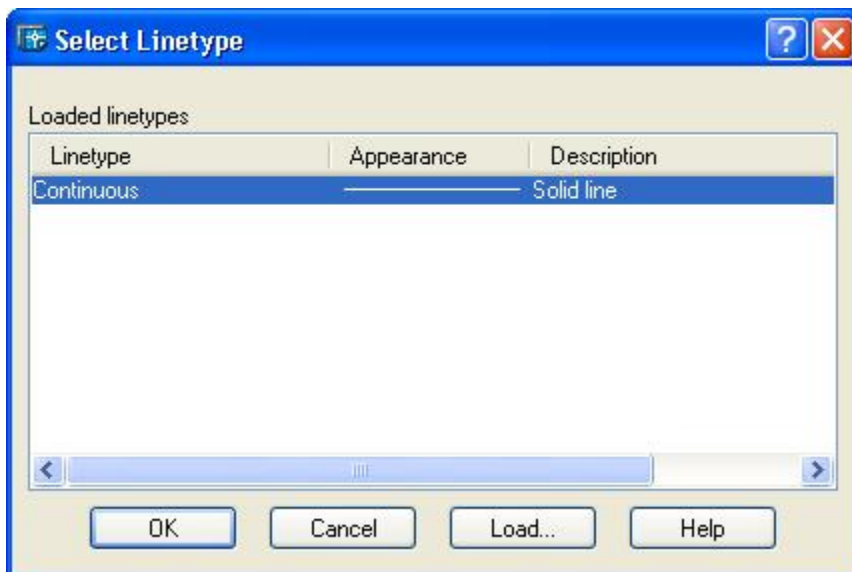 Select Linetype
Loaded linetypes
Linetype Appearance Description
Continuous Solid line
OK Cancel Load... Help